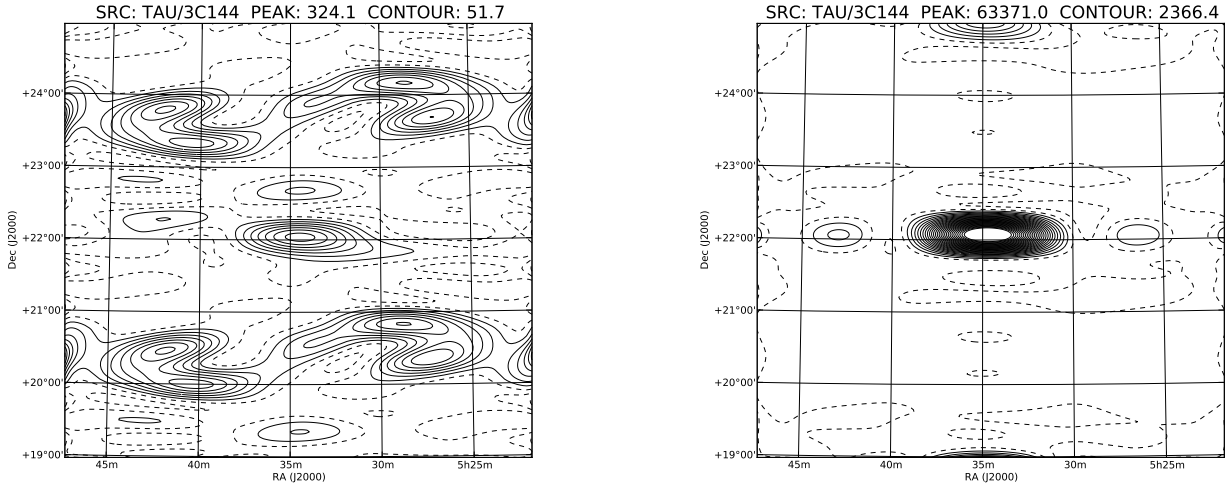 SRC: TAU/3C144 PEAK: 324.1 CONTOUR: 51.7
+24°00'
+23°00'
+22°00'
+21°00'
+20°00'
+19°00'
Dec (J2000)
45m 40m 35m 30m 5h25m
RA (J2000)
SRC: TAU/3C144 PEAK: 63371.0 CONTOUR: 2366.4
+24°00'
+23°00'
+22°00'
+21°00'
+20°00'
+19°00'
Dec (J2000)
45m 40m 35m 30m 5h25m
RA (J2000)